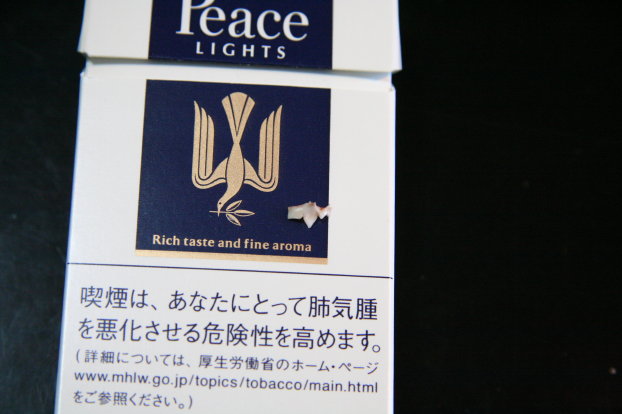 Peace
LIGHTS
Rich taste and fine aroma
喫煙は、あなたにとって肺気腫
を悪化させる危険性を高めます。
(詳細については、厚生労働省のホーム・ページ
www.mhlw.go.jp/topics/tobacco/main.html
をご参照ください。)